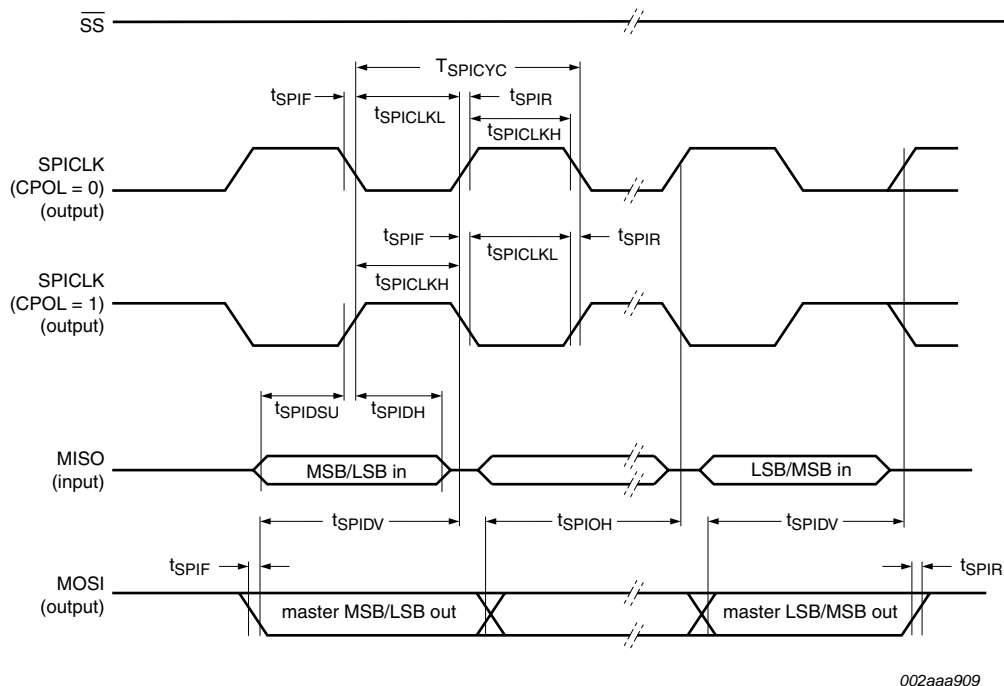 SS
TSPICYC
tSPIF
tSPICLKL
tSPIR
tSPICLKH
SPICLK
(CPOL = 0)
(output)
tSPIF
tSPICLKL
tSPIR
tSPICLKH
SPICLK
(CPOL = 1)
(output)
tSPIDSU
tSPIDH
MISO
(input)
MSB/LSB in
LSB/MSB in
tSPIDV
tSPIOH
tSPIDV
tSPIF
tSPIR
MOSI
(output)
master MSB/LSB out
master LSB/MSB out
002aaa909